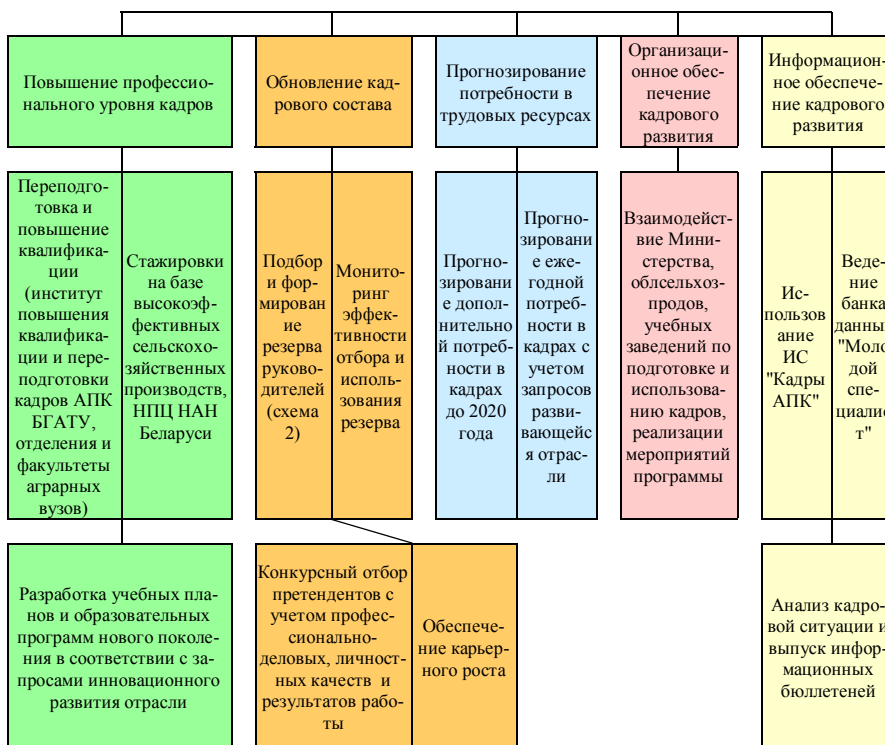 Повышение профессио-
нального уровня кадров
Обновление кад-
рового состава
Прогнозирование
потребности в
трудовых ресурсах
Организаци-
онное обес-
печение
кадрового
развития
Информацион-
ное обеспече-
ние кадрового
развития
Переподго-
товка и
повышение
квалифика-
ции
(институт
повышения
квалифика-
ции и пере-
подготовки
кадров АПК
БГАТУ,
отделения и
факультеты
аграрных
вузов)
Стажировки
на базе
высокоэф-
фективных
сельскохо-
зяйственных
производств,
НПЦ НАН
Беларуси
Подбор
и фор-
мирован
ие
резерва
руково-
дителей
(схема
2)
Монито-
ринг
эффек-
тивности
отбора и
исполь-
зования
резерва
Прогно-
зировани
е допол-
нительно
й потреб-
ности в
кадрах
до 2020
года
Прогно-
зировани
е еже-
годной
потреб-
ности в
кадрах с
учетом
запросов
разви-
вающейс
я отрас-
ли
Взаимодейст-
вие Мини-
стерства,
облсельхоз-
продов,
учебных
заведений по
подготовке и
использова-
нию кадров,
реализации
мероприятий
программы
Ис-
пользов
ание
ИС
"Кадры
АПК"
Веде-
ние
банка
данных
"Моло-
дой
спе-
циалис
т"
Разработка учебных пла-
нов и образовательных
программ нового поколе-
ния в соответствии с за-
просами инновационного
развития отрасли
Конкурсный отбор
претендентов с
учетом профес-
сионально-
деловых, личност-
ных качеств и
результатов рабо-
ты
Обеспече-
ние карьер-
ного роста
Анализ кадро-
вой ситуации и
выпуск инфор-
мационных
бюллетеней